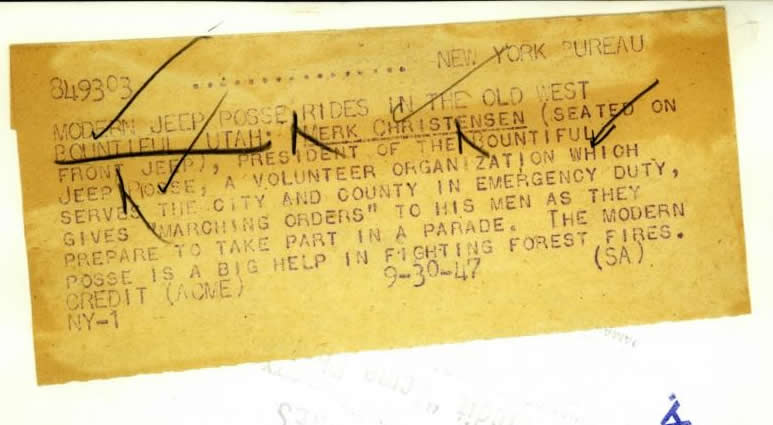 849303 .................. NEW YORK BUREAU
MODERN JEEP POSSE RIDES IN THE OLD WEST
BOUNTIFUL, UTAH: MERK CHRISTENSEN (SEATED ON
FRONT JEEP), PRESIDENT OF THE BOUNTIFUL
JEEP POSSE, A VOLUNTEER ORGANIZATION WHICH
SERVES THE CITY AND COUNTY IN EMERGENCY DUTY,
GIVES "MARCHING ORDERS" TO HIS MEN AS THEY
PREPARE TO TAKE PART IN A PARADE. THE MODERN
POSSE IS A BIG HELP IN FIGHTING FOREST FIRES.
CREDIT (ACME) 9-30-47 (SA)
NY-1